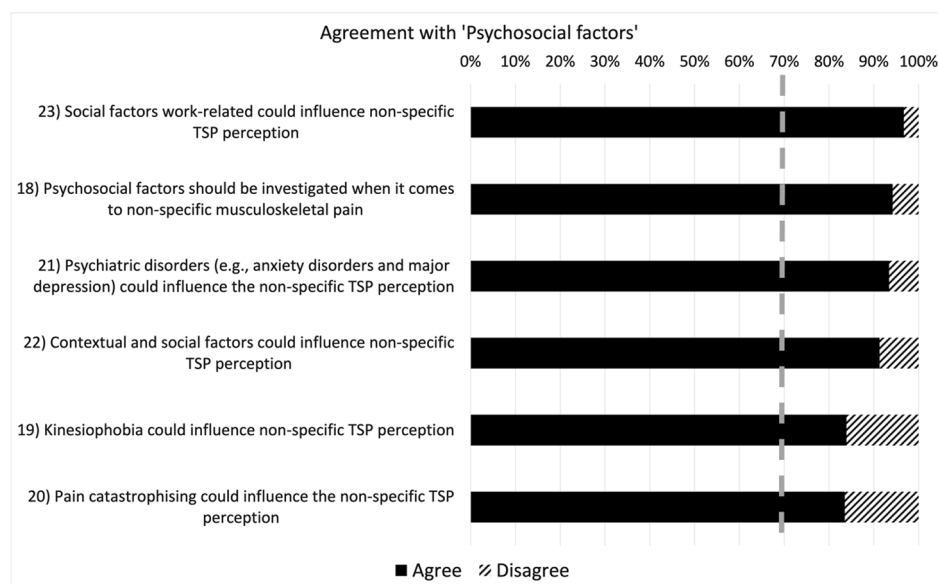 Agreement with 'Psychosocial factors'
0% 10% 20% 30% 40% 50% 60% 70% 80% 90% 100%
23) Social factors work-related could influence non-specific
TSP perception
18) Psychosocial factors should be investigated when it comes
to non-specific musculoskeletal pain
21) Psychiatric disorders (e.g., anxiety disorders and major
depression) could influence the non-specific TSP perception
22) Contextual and social factors could influence non-specific
TSP perception
19) Kinesiophobia could influence non-specific TSP perception
20) Pain catastrophising could influence the non-specific TSP
perception
Agree Disagree